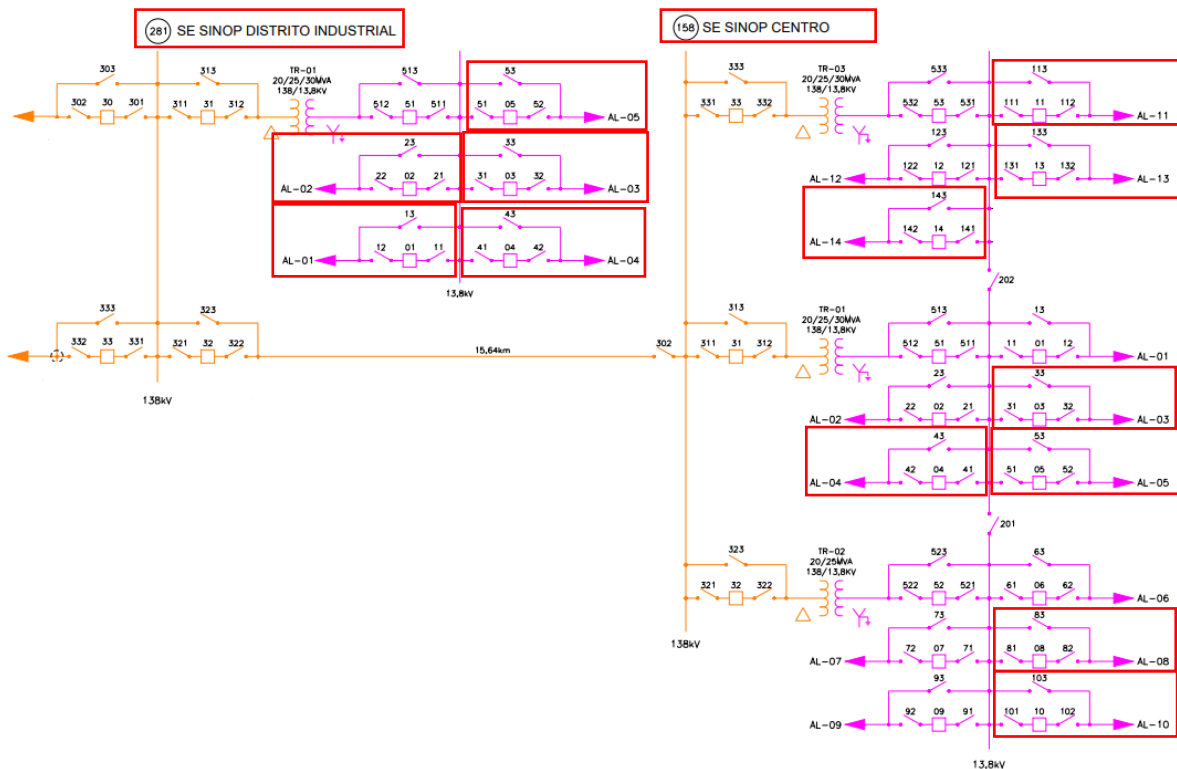 281 SE SINOP DISTRITO INDUSTRIAL
158 SE SINOP CENTRO
303
313
302 30 301
311 31 312
TR-01
20/25/30MVA
138/13,8KV
513
53
512 51 511
51 05 52
AL-05
23
33
AL-02
22 02 21
31 03 32
AL-03
13
43
AL-01
12 01 11
41 04 42
AL-04
13,8kV
333
323
332 33 331
321 32 322
138kV
15,64km
302
333
331 33 332
TR-03
20/25/30MVA
138/13,8KV
533
113
532 53 531
111 11 112
AL-11
123
133
AL-12
122 12 121
131 13 132
AL-13
143
AL-14
142 14 141
202
313
311 31 312
TR-01
20/25/30MVA
138/13,8KV
513
13
512 51 511
11 01 12
AL-01
23
33
AL-02
22 02 21
31 03 32
AL-03
43
53
AL-04
42 04 41
51 05 52
AL-05
201
323
321 32 322
TR-02
20/25MVA
138/13,8KV
523
63
522 52 521
61 06 62
AL-06
138kV
73
83
AL-07
72 07 71
81 08 82
AL-08
93
103
AL-09
92 09 91
101 10 102
AL-10
13,8kV